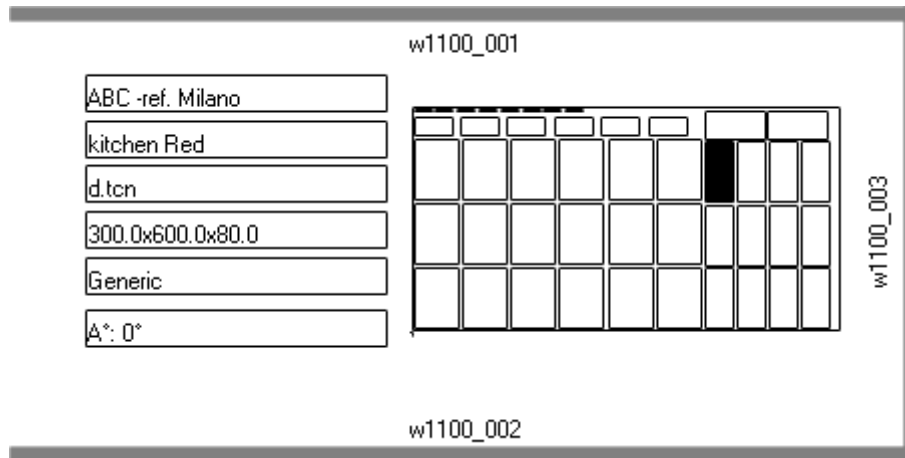 w1100_001
ABC -ref. Milano
kitchen Red
d.tcn
300.0x600.0x80.0
Generic
A°: 0°
w1100_003
w1100_002